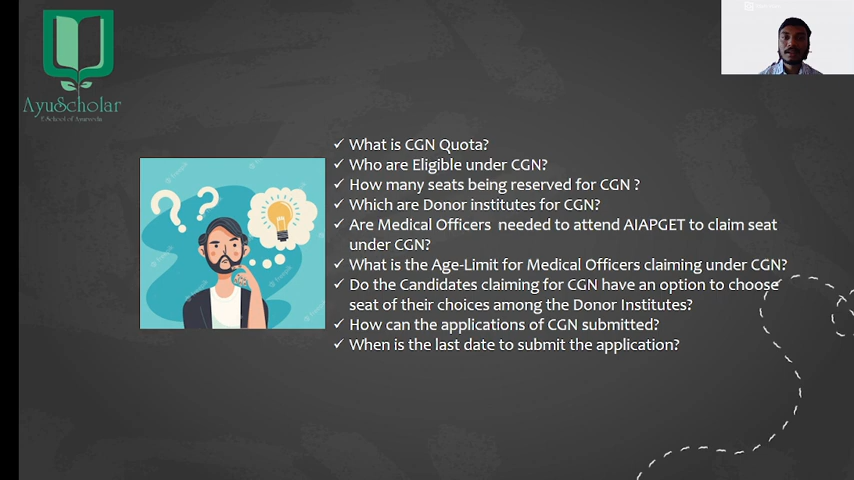 AyuScholar
E-School of Ayurveda
✓ What is CGN Quota?
✓ Who are Eligible under CGN?
✓ How many seats being reserved for CGN ?
✓ Which are Donor institutes for CGN?
✓ Are Medical Officers needed to attend AIAPGET to claim seat
under CGN?
✓ What is the Age-Limit for Medical Officers claiming under CGN?
✓ Do the Candidates claiming for CGN have an option to choose
seat of their choices among the Donor Institutes?
✓ How can the applications of CGN submitted?
✓ When is the last date to submit the application?